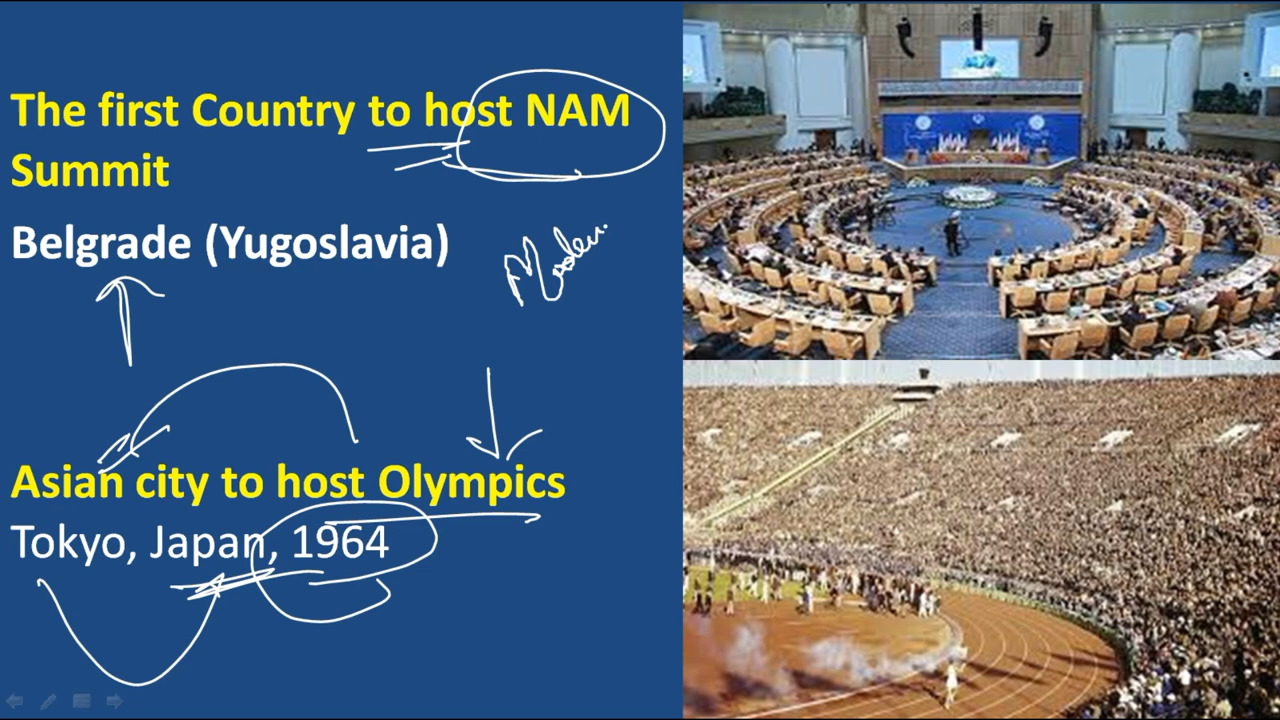 The first Country to host NAM
Summit
Belgrade (Yugoslavia)
Asian city to host Olympics
Tokyo, Japan, 1964